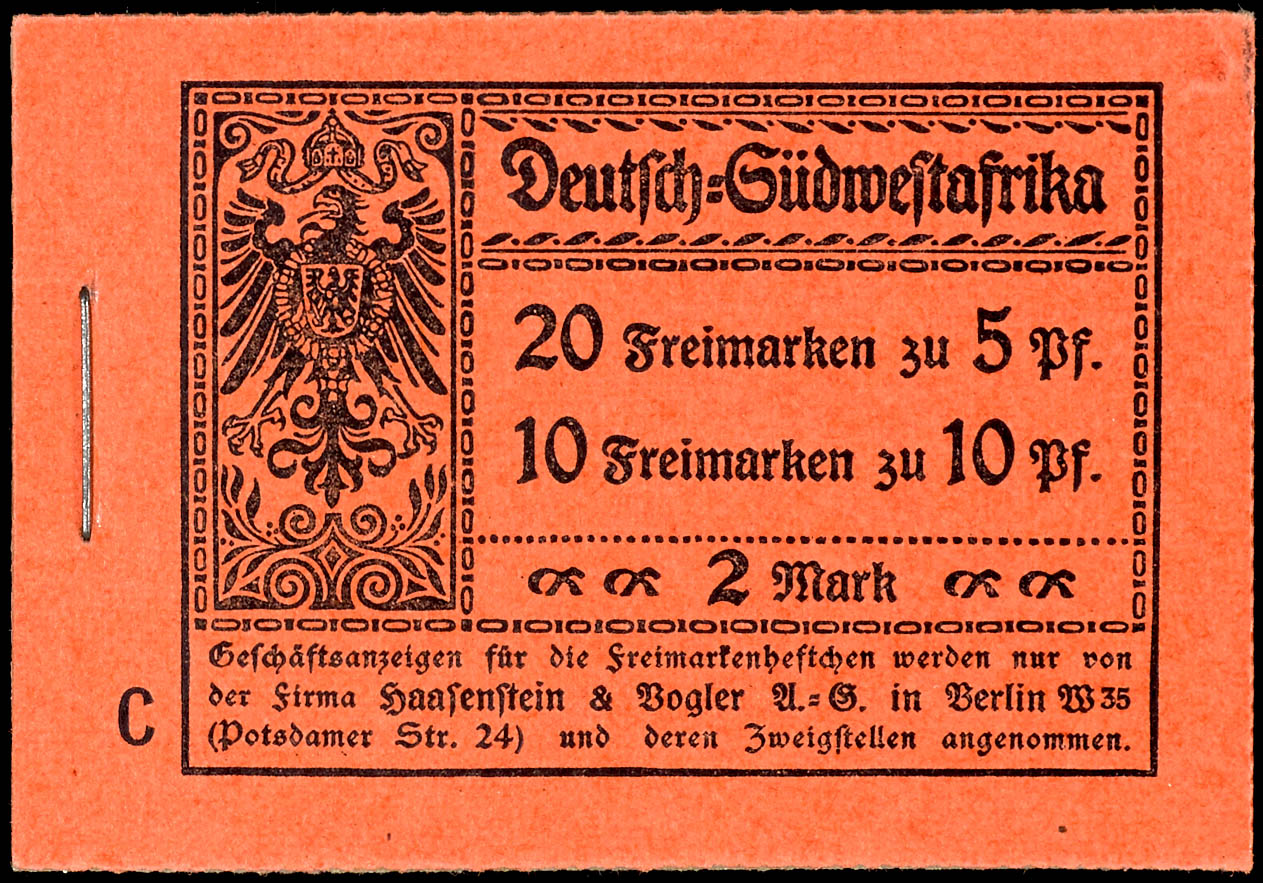 Deutsch-Südwestafrika
20 Freimarken zu 5 Pf.
10 Freimarken zu 10 Pf.
2 Mark
Geschäftsanzeigen für die Freimarkenheftchen werden nur von
der Firma Haasenstein & Vogler A.-G. in Berlin W 35
(Potsdamer Str. 24) und deren Zweigstellen angenommen.
C